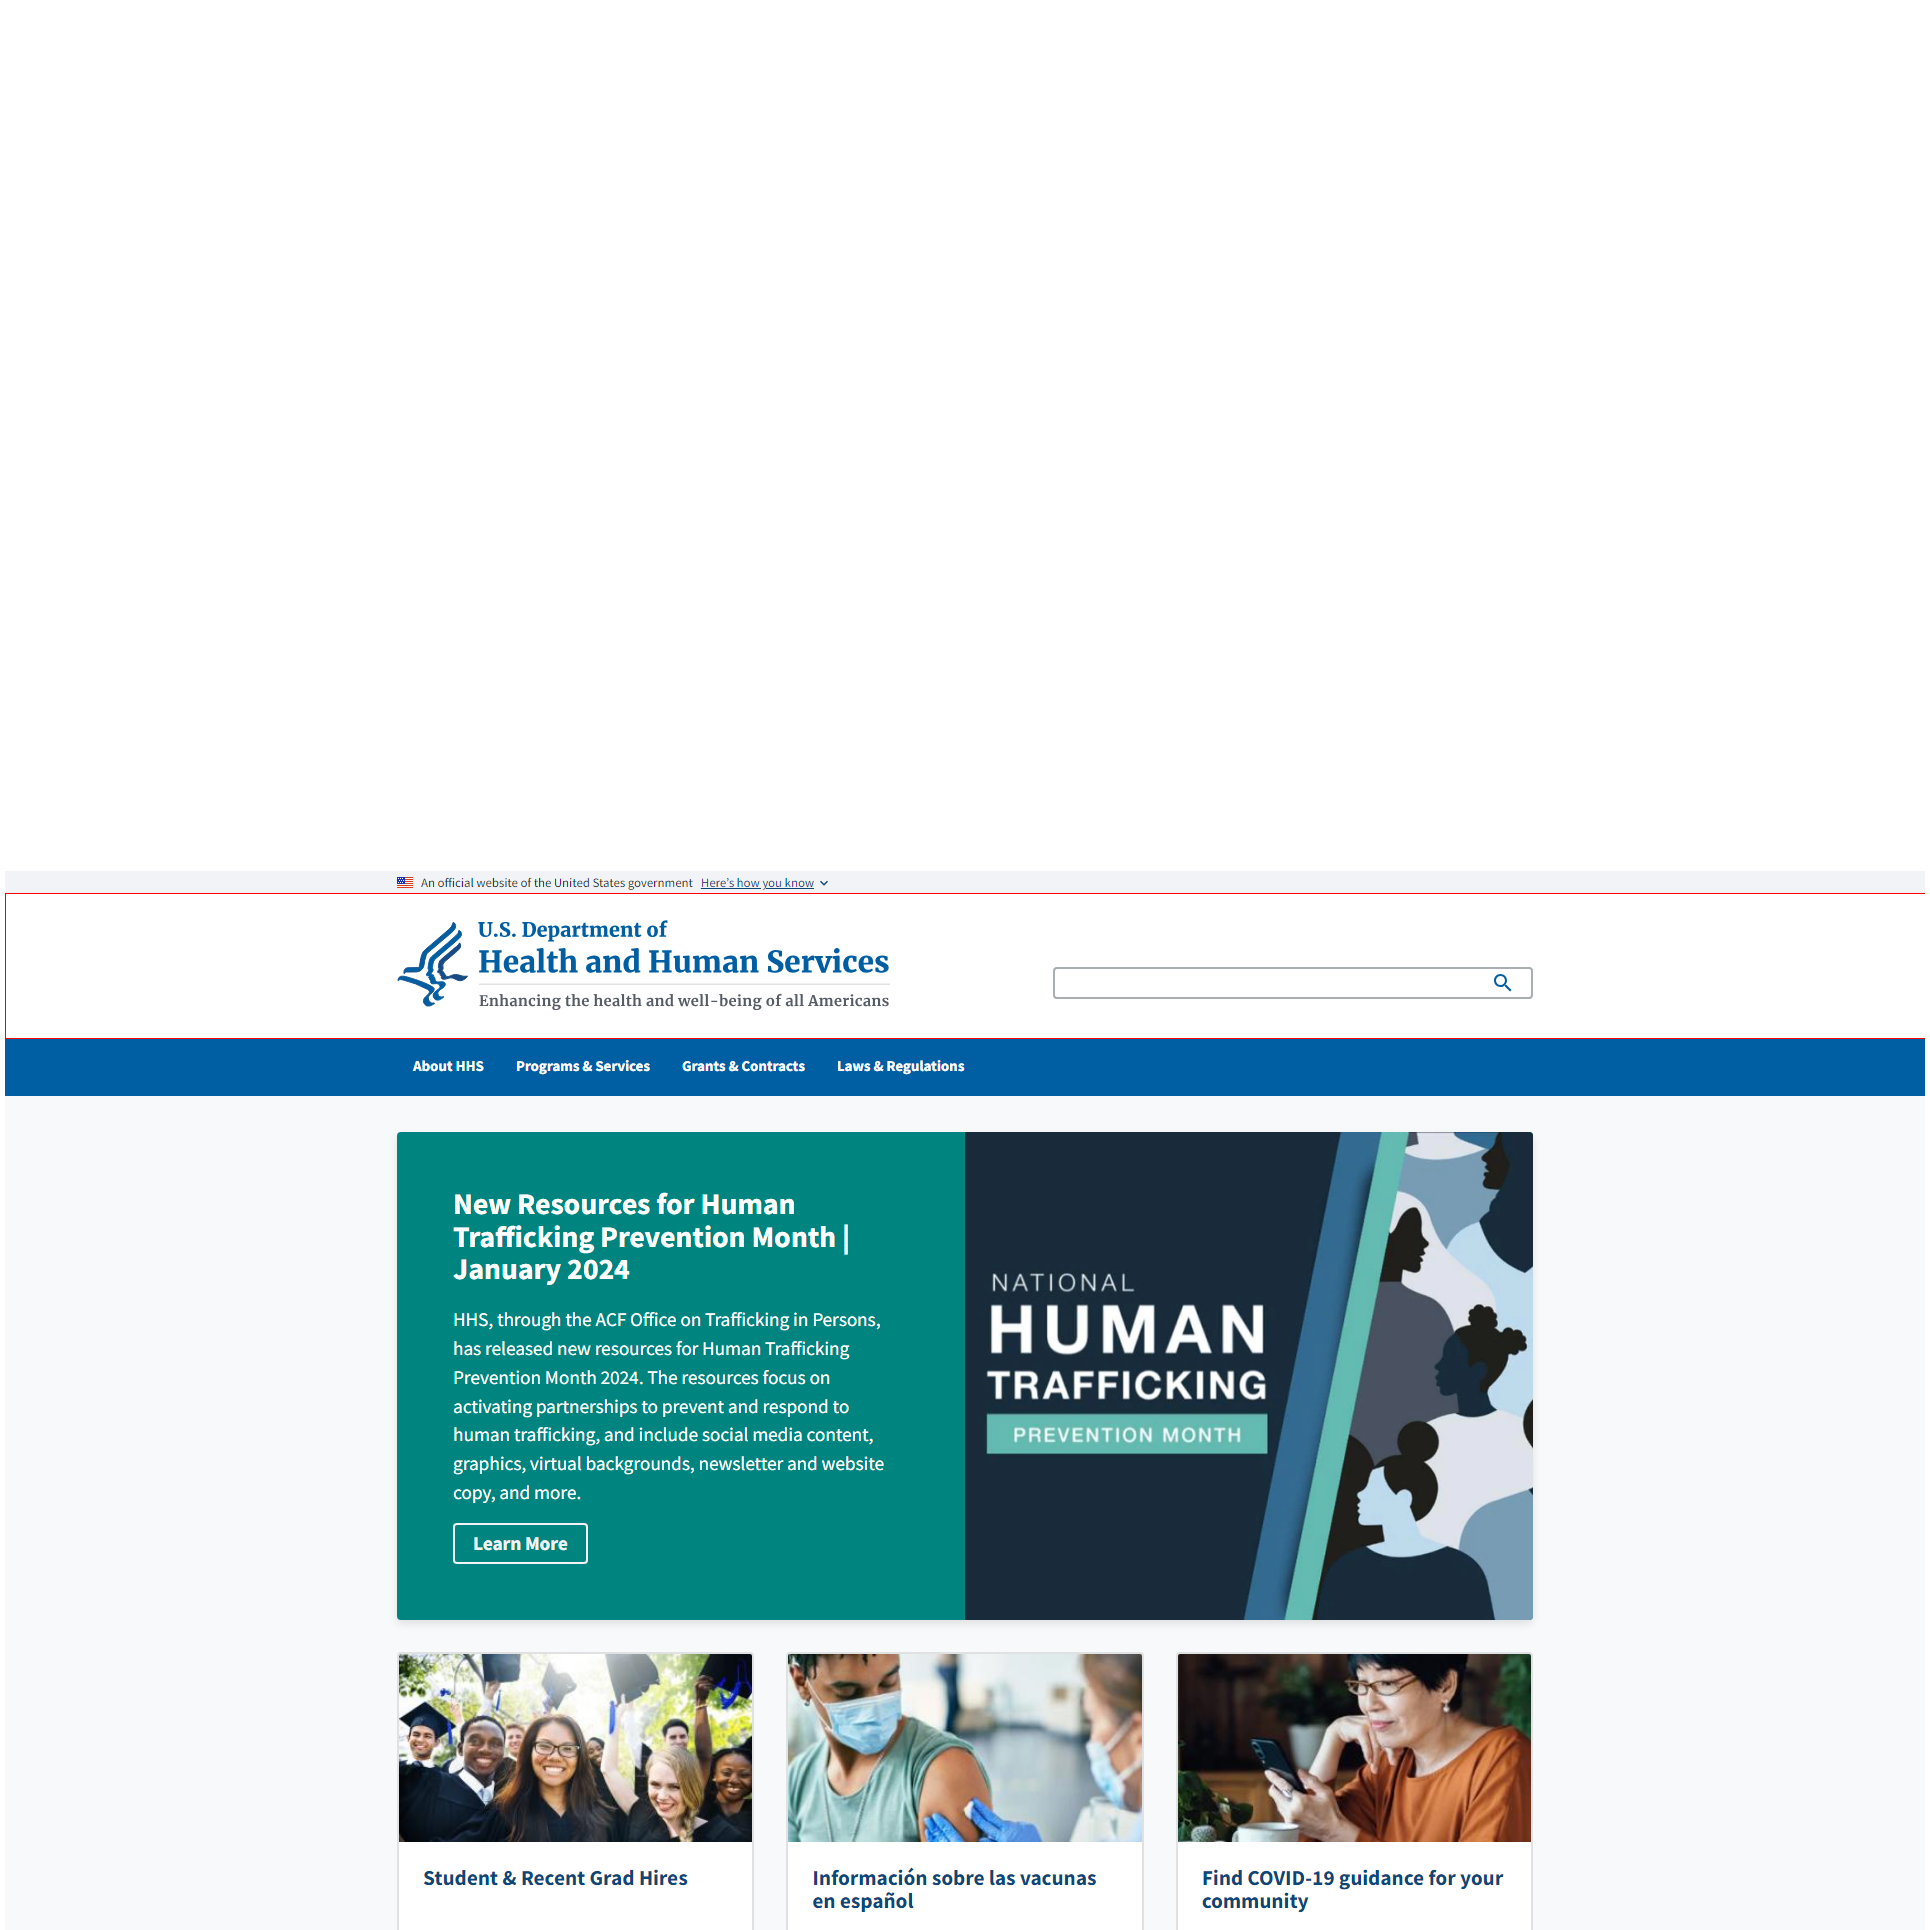 An official website of the United States government Here's how you know
U.S. Department of
Health and Human Services
Enhancing the health and well-being of all Americans
About HHS Programs & Services Grants & Contracts Laws & Regulations
New Resources for Human
Trafficking Prevention Month |
January 2024
HHS, through the ACF Office on Trafficking in Persons,
has released new resources for Human Trafficking
Prevention Month 2024. The resources focus on
activating partnerships to prevent and respond to
human trafficking, and include social media content,
graphics, virtual backgrounds, newsletter and website
copy, and more.
Learn More
NATIONAL
HUMAN
TRAFFICKING
PREVENTION MONTH
Student & Recent Grad Hires
Información sobre las vacunas
en español
Find COVID-19 guidance for your
community